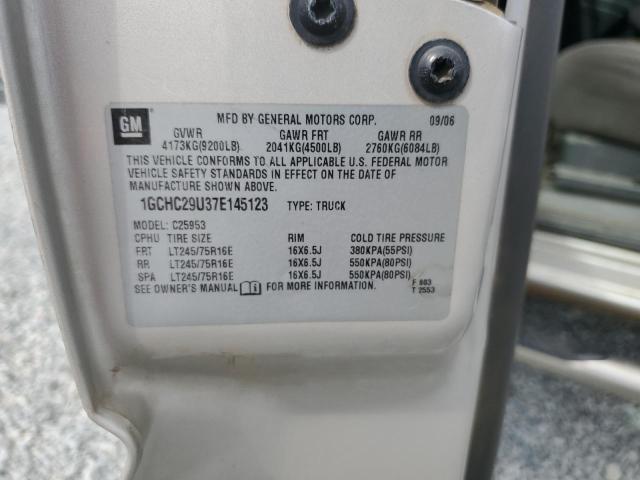 GM
MFD BY GENERAL MOTORS CORP. 09/06
GVWR GAWR FRT GAWR RR
4173KG(9200LB) 2041KG(4500LB) 2760KG(6084LB)
THIS VEHICLE CONFORMS TO ALL APPLICABLE U.S. FEDERAL MOTOR
VEHICLE SAFETY STANDARDS IN EFFECT ON THE DATE OF
MANUFACTURE SHOWN ABOVE.
1GCHC29U37E145123 TYPE: TRUCK
MODEL: C25953
CPHU TIRE SIZE RIM COLD TIRE PRESSURE
FRT LT245/75R16E 16X6.5J 380KPA(55PSI)
RR LT245/75R16E 16X6.5J 550KPA(80PSI)
SPA LT245/75R16E 16X6.5J 550KPA(80PSI)
SEE OWNER'S MANUAL FOR MORE INFORMATION.
F 803
T 2553